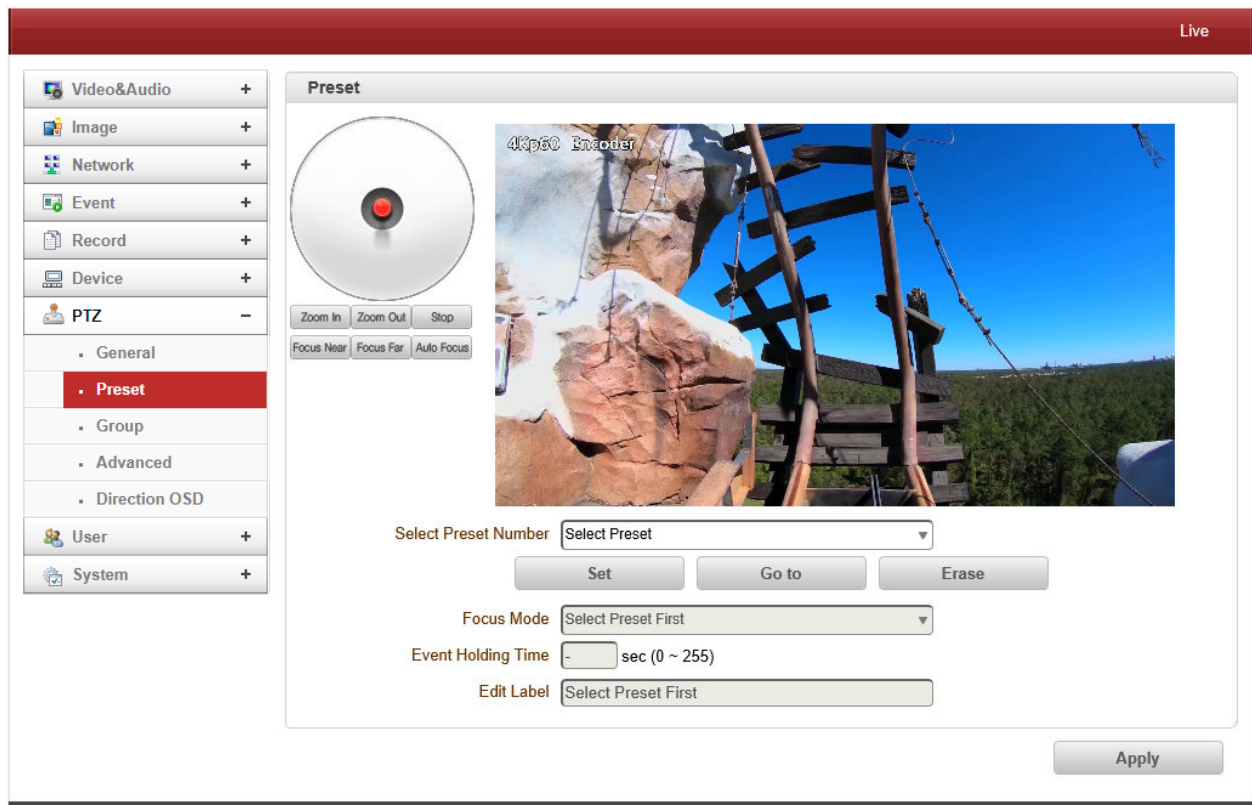 Live
Video&Audio +
Image +
Network +
Event +
Record +
Device +
PTZ −
General
Preset
Group
Advanced
Direction OSD
User +
System +
Preset
Zoom In Zoom Out Stop
Focus Near Focus Far Auto Focus
4Kp60 Encoder
Select Preset Number Select Preset
Set Go to Erase
Focus Mode Select Preset First
Event Holding Time - sec (0 ~ 255)
Edit Label Select Preset First
Apply